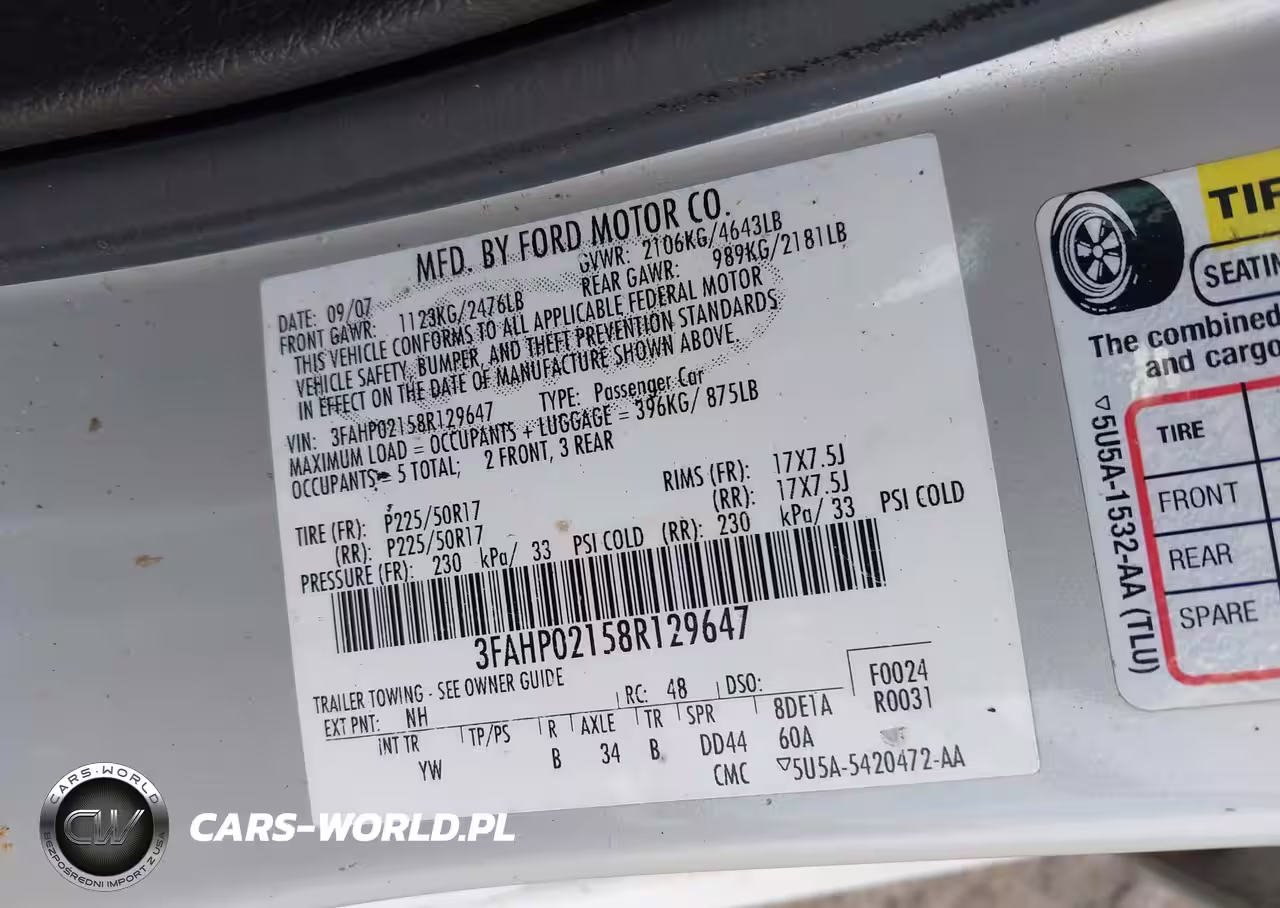 MFD. BY FORD MOTOR CO.
DATE: 09/07 GVWR: 2106KG/4643LB
FRONT GAWR: 1123KG/2476LB REAR GAWR: 989KG/2181LB
THIS VEHICLE CONFORMS TO ALL APPLICABLE FEDERAL MOTOR
VEHICLE SAFETY, BUMPER, AND THEFT PREVENTION STANDARDS
IN EFFECT ON THE DATE OF MANUFACTURE SHOWN ABOVE.
VIN: 3FAHP02158R129647 TYPE: Passenger Car
MAXIMUM LOAD = OCCUPANTS + LUGGAGE = 396KG/ 875LB
OCCUPANTS= 5 TOTAL; 2 FRONT, 3 REAR
TIRE (FR): P225/50R17 RIMS (FR): 17X7.5J
(RR): P225/50R17 (RR): 17X7.5J
PRESSURE (FR): 230 kPa/ 33 PSI COLD (RR): 230 kPa/ 33 PSI COLD
3FAHP02158R129647
TRAILER TOWING - SEE OWNER GUIDE
EXT PNT: NH RC: 48 DSO: F0024
R0031
INT TR TP/PS R AXLE TR SPR 8DE1A
YW B 34 B DD44 60A
CMC ▽5U5A-5420472-AA
TIR
SEATIN
The combined
and cargo
TIRE
FRONT
REAR
SPARE
▽5U5A-1532-AA (TLU)
CARS-WORLD
CW
BEZPOŚREDNI IMPORT Z USA
CARS-WORLD.PL